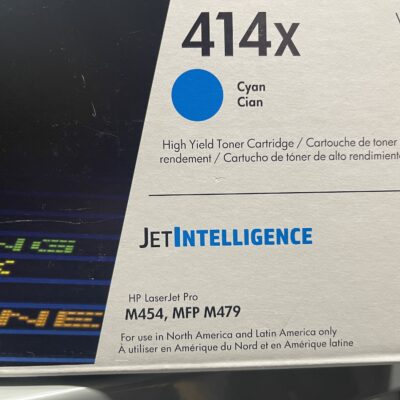 414x
Cyan
Cian
High Yield Toner Cartridge / Cartouche de toner
rendement / Cartucho de tóner de alto rendimiento
JETINTELLIGENCE
HP LaserJet Pro
M454, MFP M479
For use in North America and Latin America only
À utiliser en Amérique du Nord et en Amérique latine